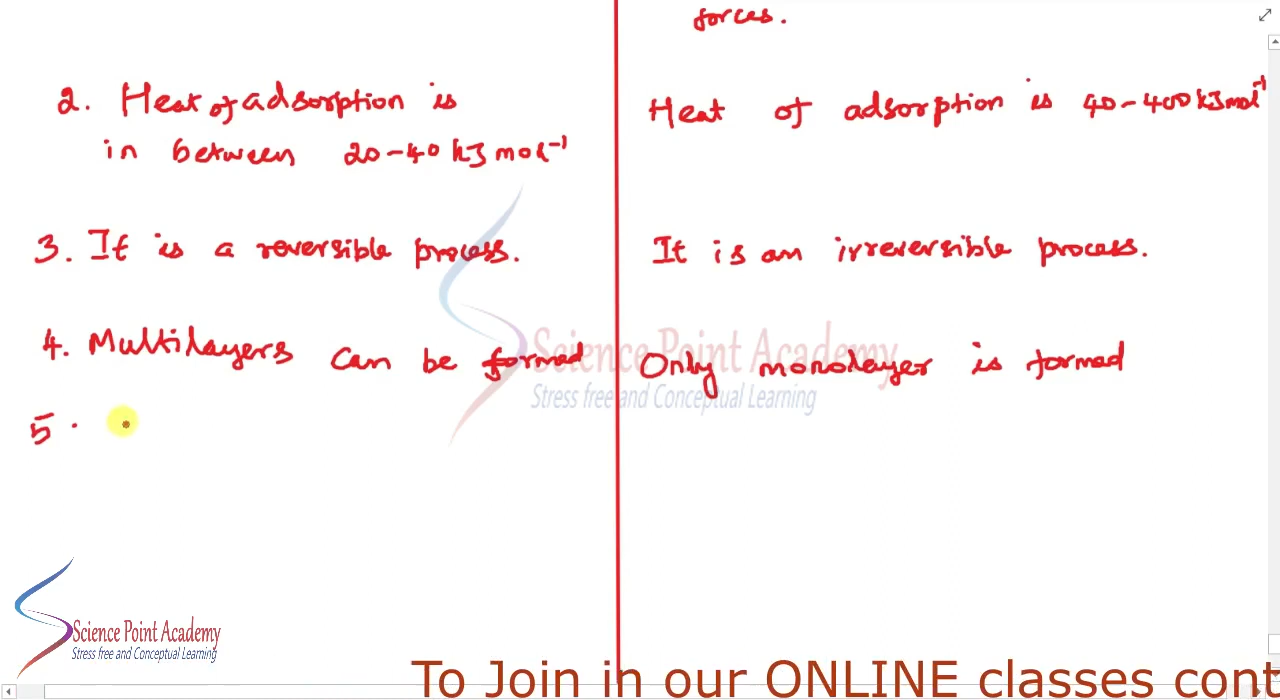 forces.
2. Heat of adsorption is
in between 20-40 kJ mol⁻¹
Heat of adsorption is 40-400 kJ mol⁻¹
3. It is a reversible process.
It is an irreversible process.
4. Multilayers can be formed
Only monolayer is formed
5.
Science Point Academy
Stress free and Conceptual Learning
Science Point Academy
Stress free and Conceptual Learning
To Join in our ONLINE classes cont